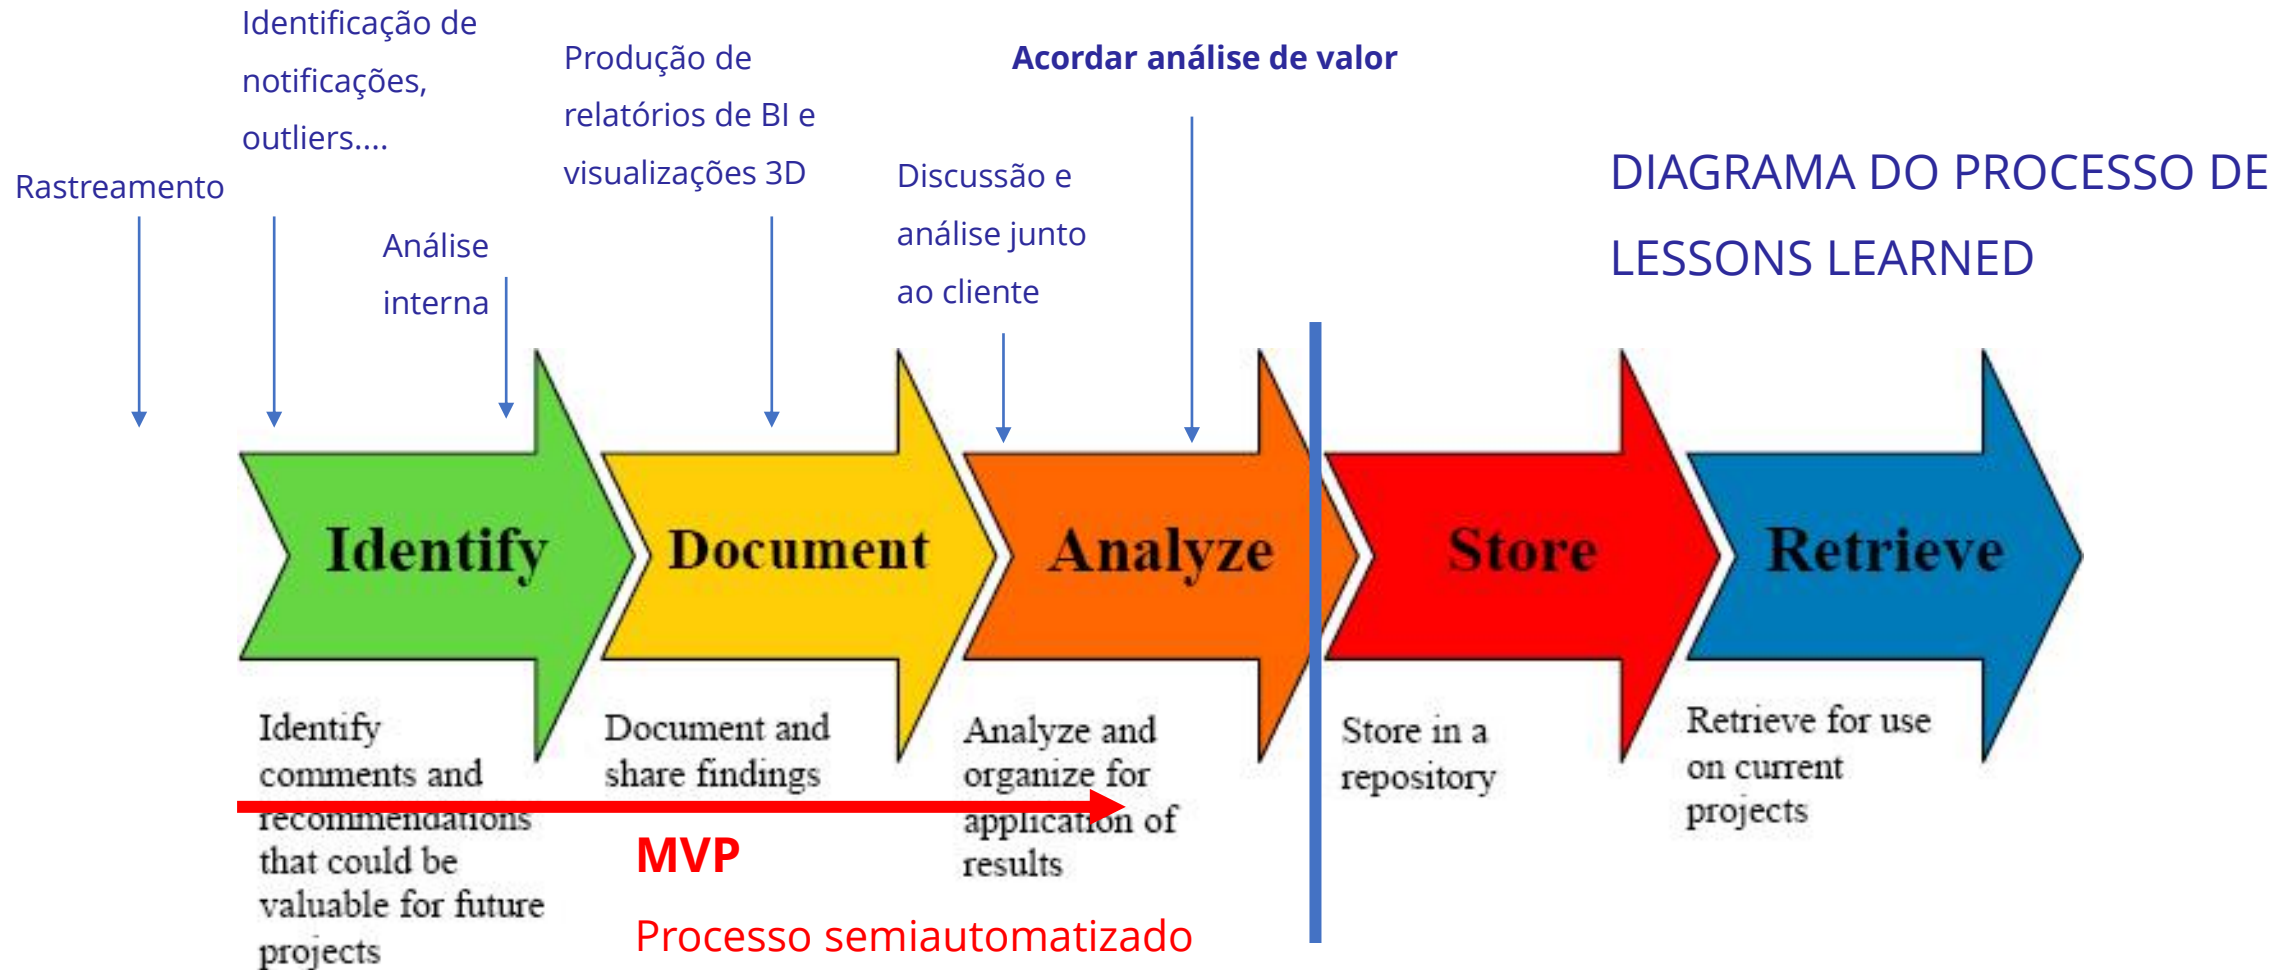 Identificação de
notificações,
outliers....
Produção de
relatórios de BI e
visualizações 3D
Acordar análise de valor
Rastreamento
Análise
interna
Discussão e
análise junto
ao cliente
DIAGRAMA DO PROCESSO DE
LESSONS LEARNED
Identify
Document
Analyze
Store
Retrieve
Identify
comments and
recommendations
that could be
valuable for future
projects
Document and
share findings
Analyze and
organize for
application of
results
Store in a
repository
Retrieve for use
on current
projects
MVP
Processo semiautomatizado